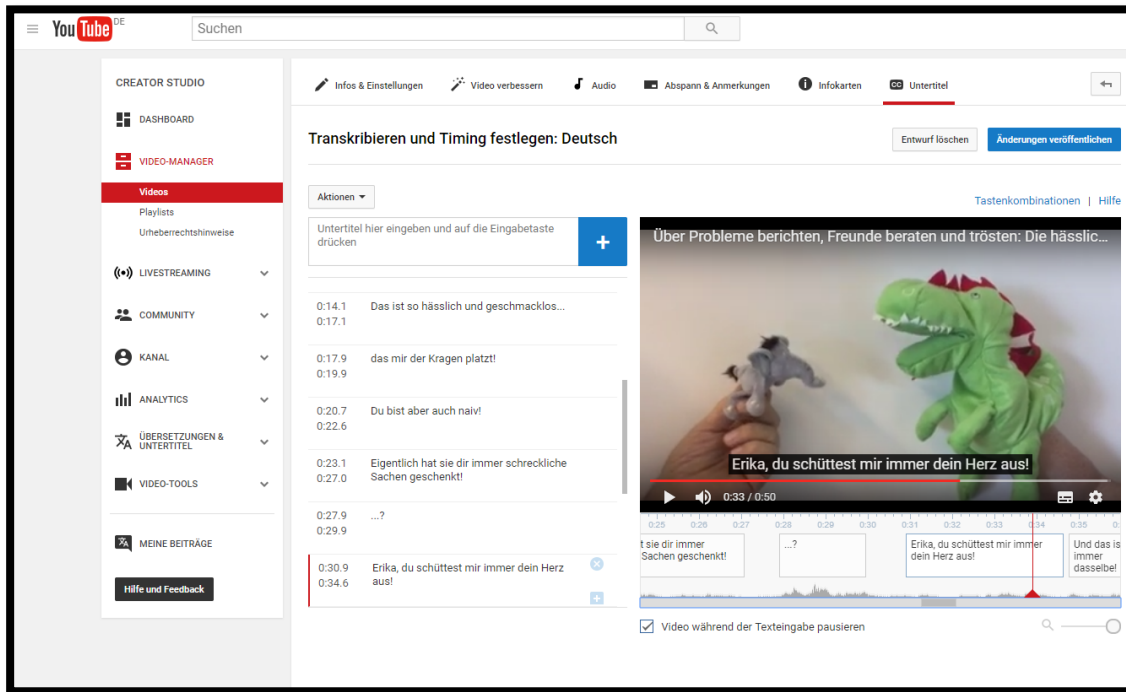 YouTube DE
Suchen
CREATOR STUDIO
DASHBOARD
VIDEO-MANAGER
Videos
Playlists
Urheberrechtshinweise
LIVESTREAMING
COMMUNITY
KANAL
ANALYTICS
ÜBERSETZUNGEN &
UNTERTITEL
VIDEO-TOOLS
MEINE BEITRÄGE
Hilfe und Feedback
Infos & Einstellungen
Video verbessern
Audio
Abspann & Anmerkungen
Infokarten
CC Untertitel
Transkribieren und Timing festlegen: Deutsch
Entwurf löschen
Änderungen veröffentlichen
Aktionen
Tastenkombinationen | Hilfe
Untertitel hier eingeben und auf die Eingabetaste
drücken
0:14.1 Das ist so hässlich und geschmacklos...
0:17.1
0:17.9 das mir der Kragen platzt!
0:19.9
0:20.7 Du bist aber auch naiv!
0:22.6
0:23.1 Eigentlich hat sie dir immer schreckliche
0:27.0 Sachen geschenkt!
0:27.9 ...?
0:29.9
0:30.9 Erika, du schüttest mir immer dein Herz
0:34.6 aus!
Über Probleme berichten, Freunde beraten und trösten: Die hässlic...
Erika, du schüttest mir immer dein Herz aus!
0:33 / 0:50
0:25 0:26 0:27 0:28 0:29 0:30 0:31 0:32 0:33 0:34 0:35 0:
t sie dir immer
Sachen geschenkt!
...?
Erika, du schüttest mir immer
dein Herz aus!
Und das is
immer
dasselbe!
Video während der Texteingabe pausieren